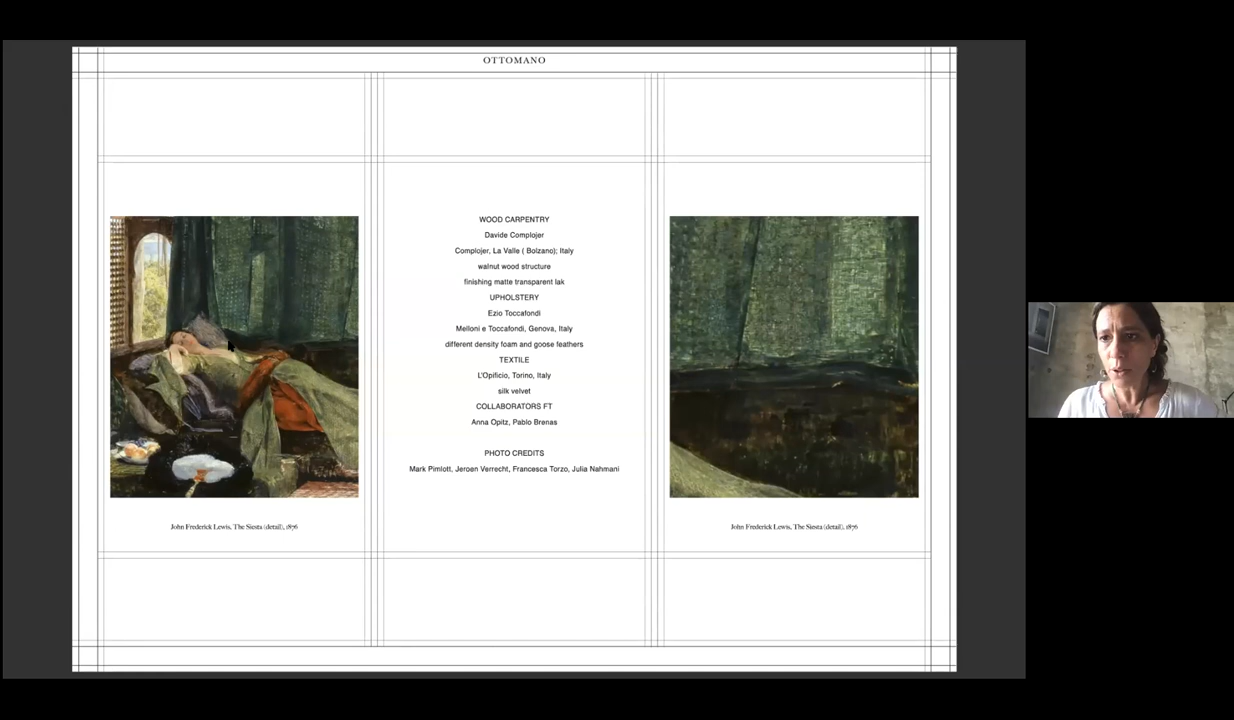 OTTOMANO
WOOD CARPENTRY
Davide Complojer
Complojer, La Valle ( Bolzano); Italy
walnut wood structure
finishing matte transparent lak
UPHOLSTERY
Ezio Toccafondi
Melloni e Toccafondi, Genova, Italy
different density foam and goose feathers
TEXTILE
L'Opificio, Torino, Italy
silk velvet
COLLABORATORS FT
Anna Opitz, Pablo Brenas
PHOTO CREDITS
Mark Pimlott, Jeroen Verrecht, Francesca Torzo, Julia Nahmani
John Frederick Lewis, The Siesta (detail), 1876
John Frederick Lewis, The Siesta (detail), 1876